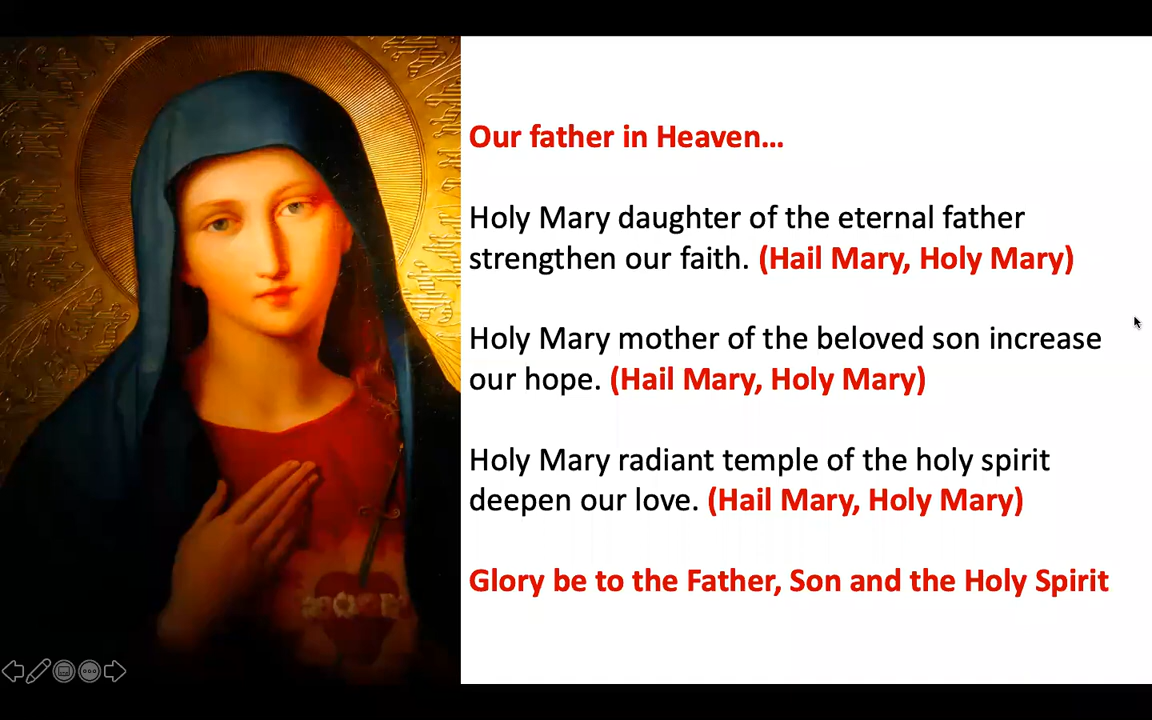 Our father in Heaven...
Holy Mary daughter of the eternal father
strengthen our faith. (Hail Mary, Holy Mary)
Holy Mary mother of the beloved son increase
our hope. (Hail Mary, Holy Mary)
Holy Mary radiant temple of the holy spirit
deepen our love. (Hail Mary, Holy Mary)
Glory be to the Father, Son and the Holy Spirit